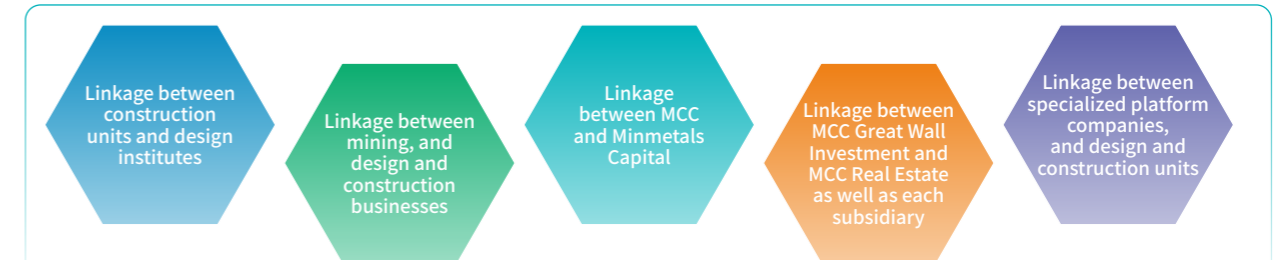 Linkage between
construction
units and design
institutes
Linkage between
mining, and
design and
construction
businesses
Linkage
between MCC
and Minmetals
Capital
Linkage between
MCC Great Wall
Investment and
MCC Real Estate
as well as each
subsidiary
Linkage between
specialized platform
companies,
and design and
construction units